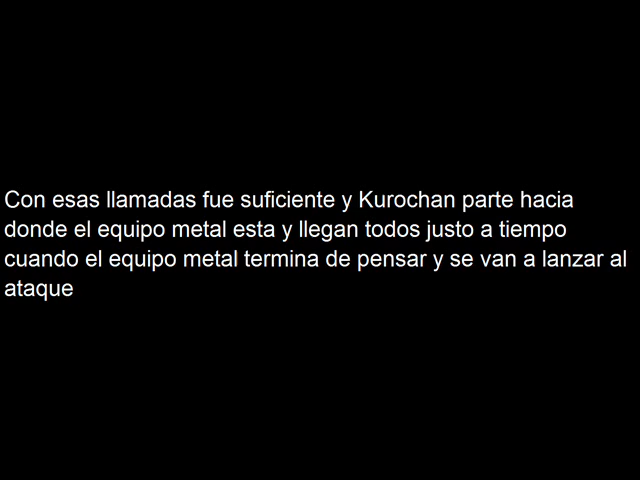 Con esas llamadas fue suficiente y Kurochan parte hacia
donde el equipo metal esta y llegan todos justo a tiempo
cuando el equipo metal termina de pensar y se van a lanzar al
ataque